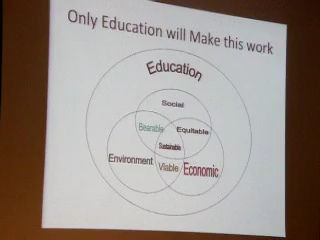 Only Education will Make this work
Education
Social
Bearable
Equitable
Sustainable
Environment
Viable
Economic